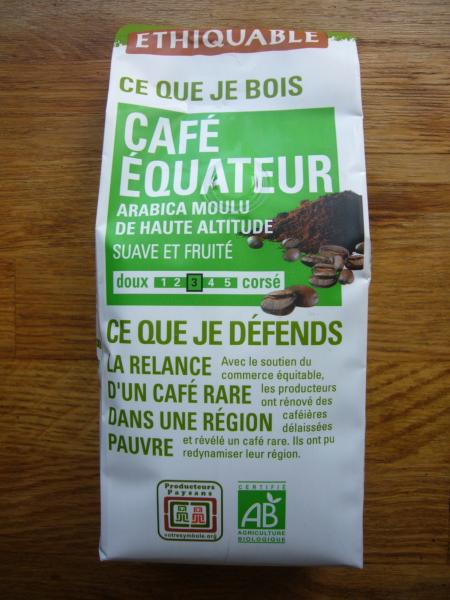 ETHIQUABLE
CE QUE JE BOIS
CAFÉ
ÉQUATEUR
ARABICA MOULU
DE HAUTE ALTITUDE
SUAVE ET FRUITÉ
doux 1 2 3 4 5 corsé
CE QUE JE DÉFENDS
LA RELANCE
D'UN CAFÉ RARE
DANS UNE RÉGION
PAUVRE
Avec le soutien du
commerce équitable,
les producteurs
ont rénové des
caféières
délaissées
et révélé un café rare. Ils ont pu
redynamiser leur région.
Producteurs
Paysans
notresymbole.org
CERTIFIÉ
AB
AGRICULTURE
BIOLOGIQUE